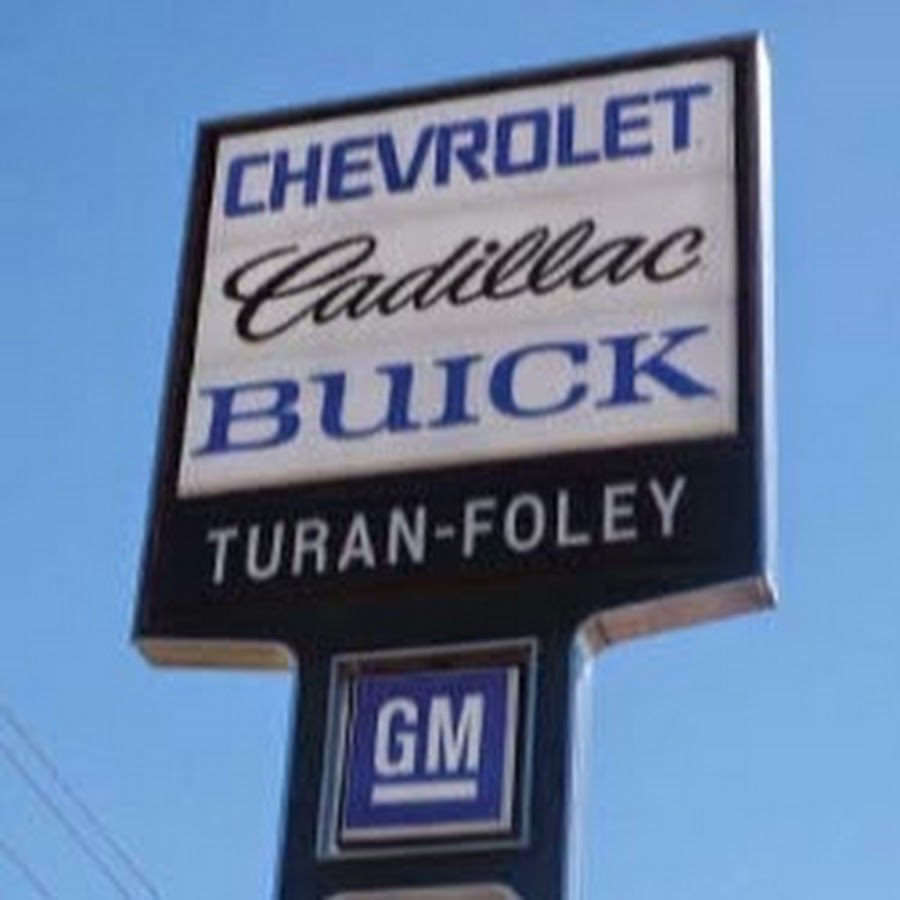 CHEVROLET
Cadillac
BUICK
TURAN-FOLEY
GM